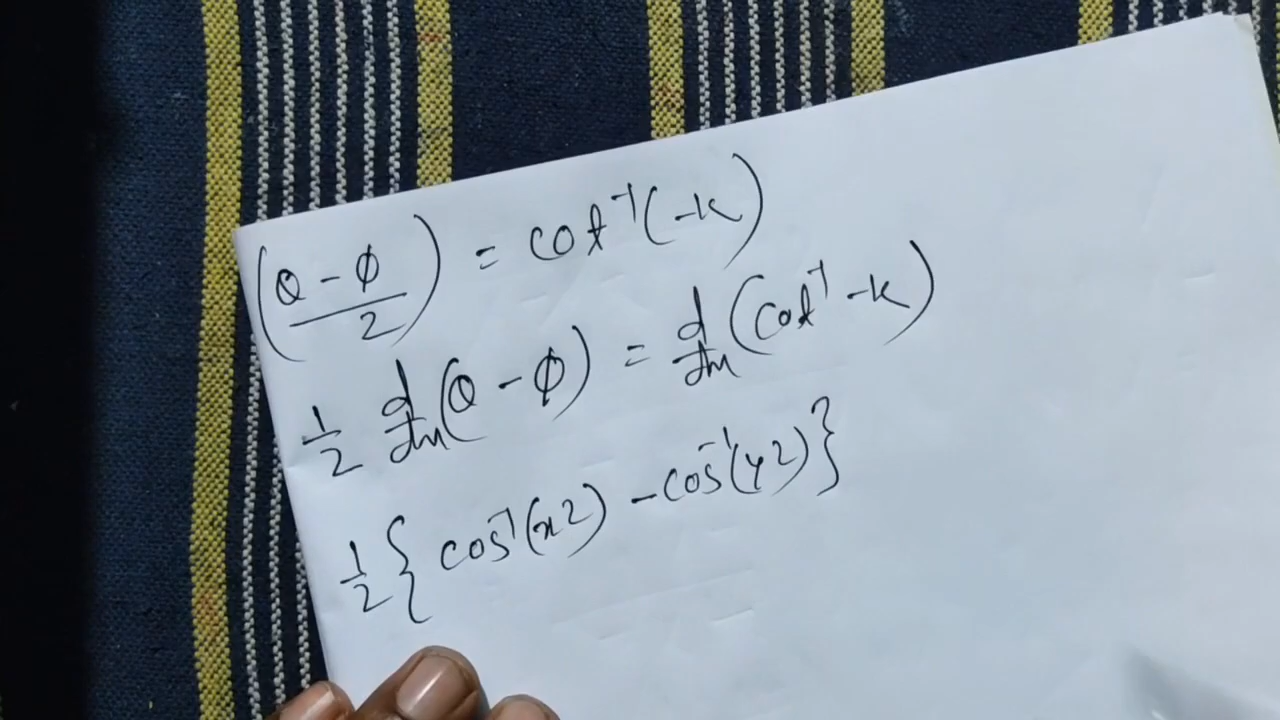 (θ - φ / 2) = cot⁻¹(-k)
1/2 d/dx (θ - φ) = d/dx (cot⁻¹ -k)
1/2 { cos⁻¹(x2) - cos⁻¹(y2) }